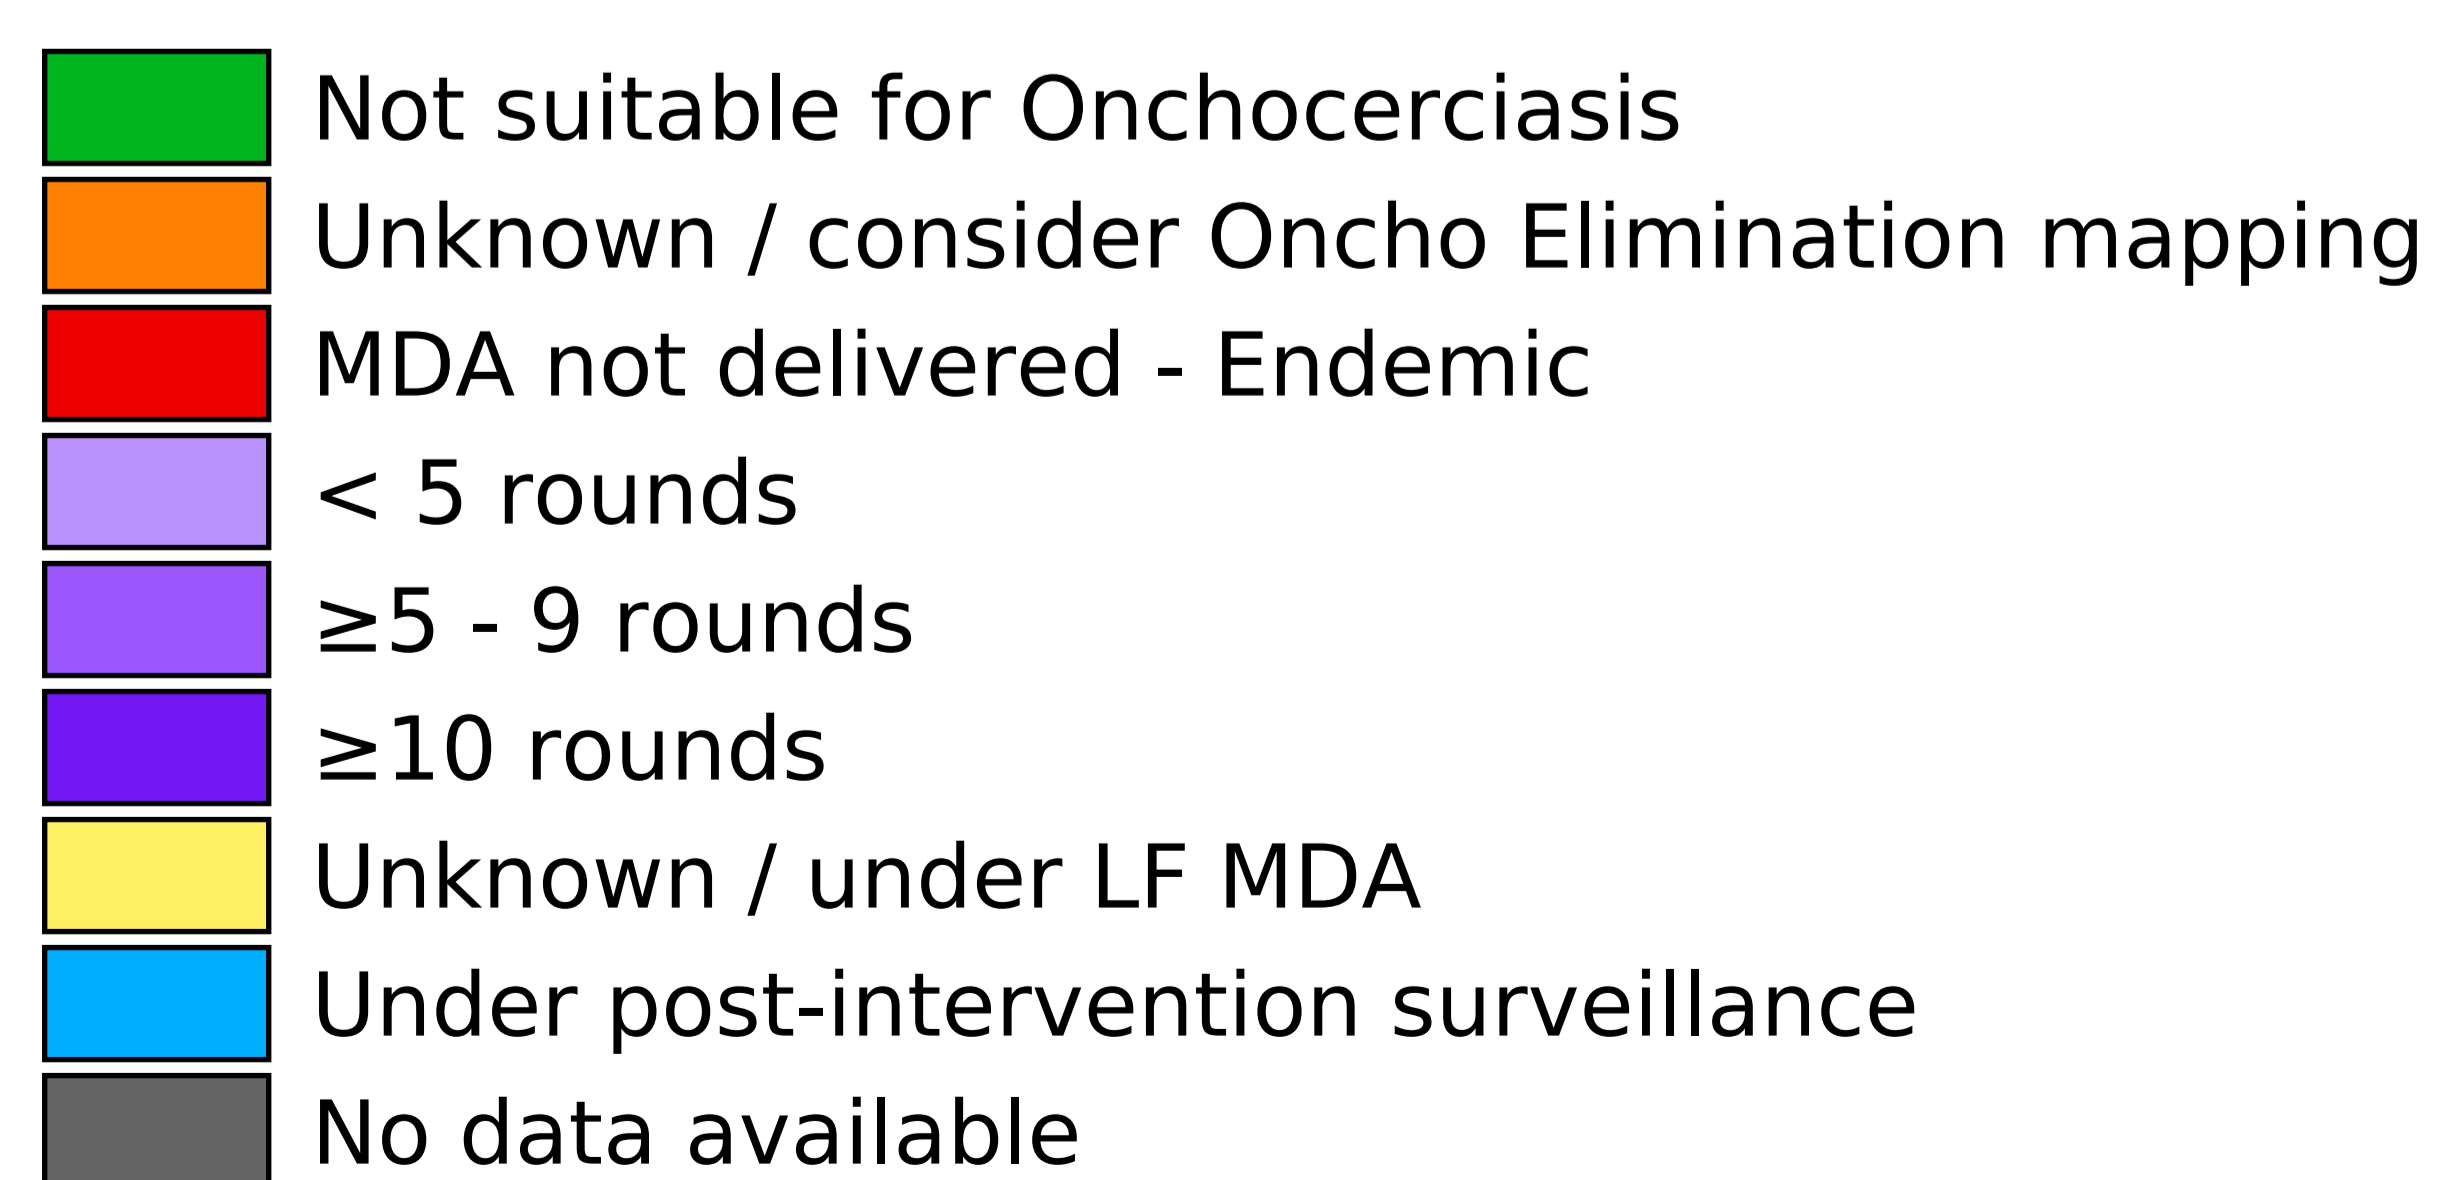 Not suitable for Onchocerciasis
Unknown / consider Oncho Elimination mapping
MDA not delivered - Endemic
< 5 rounds
≥5 - 9 rounds
≥10 rounds
Unknown / under LF MDA
Under post-intervention surveillance
No data available